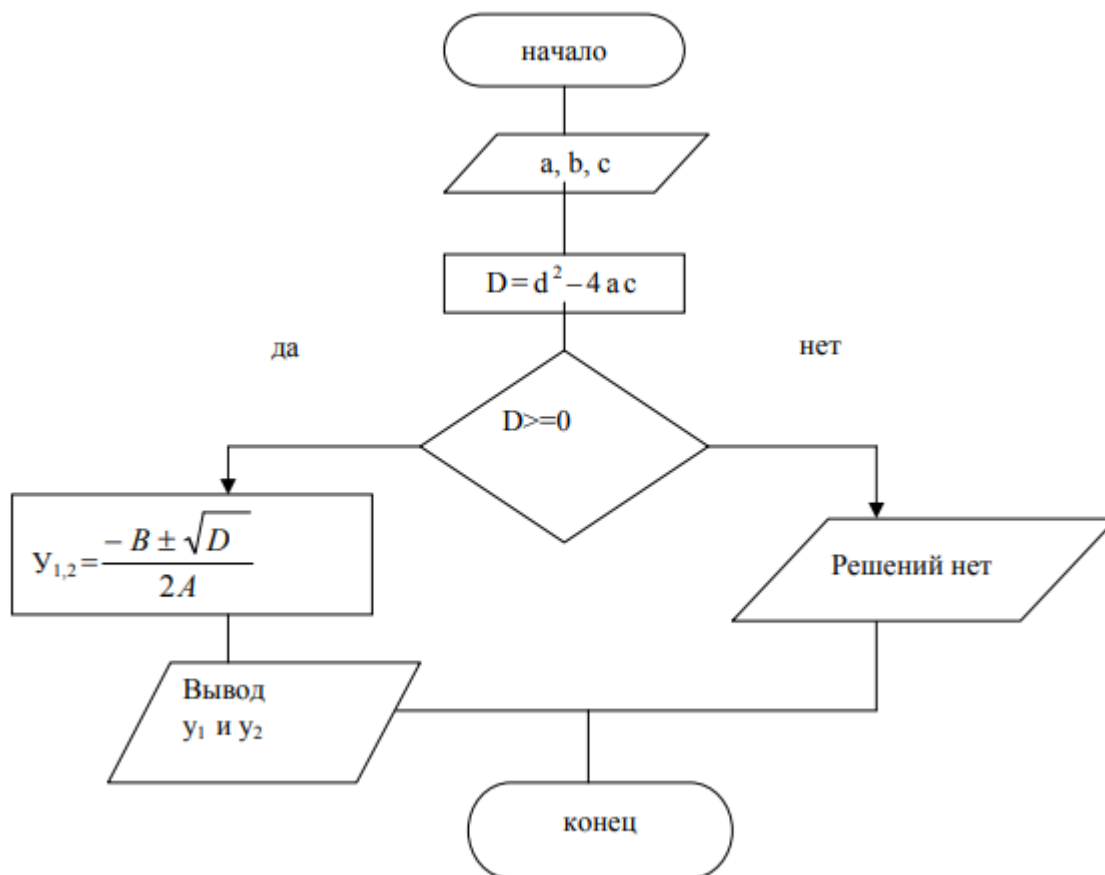 начало
a, b, c
D = d² – 4 a c
да
нет
D>=0
У₁,₂ = (– B ± √D) / 2A
Решений нет
Вывод
у₁ и у₂
конец